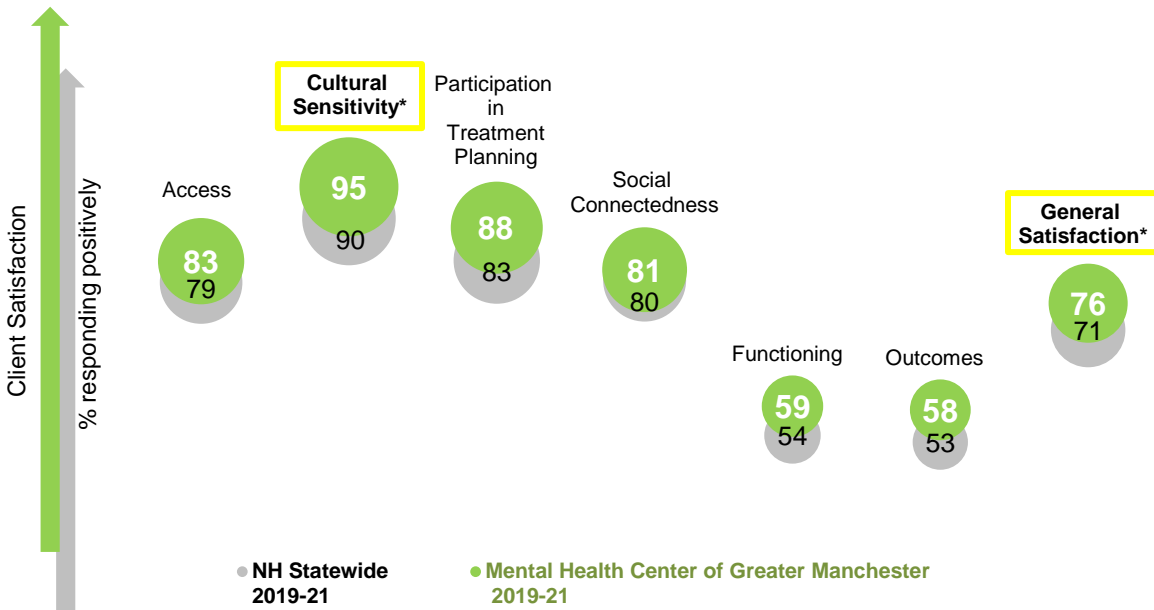 Client Satisfaction
% responding positively
Access
83
79
Cultural
Sensitivity*
95
90
Participation
in
Treatment
Planning
88
83
Social
Connectedness
81
80
Functioning
59
54
Outcomes
58
53
General
Satisfaction*
76
71
NH Statewide
2019-21
Mental Health Center of Greater Manchester
2019-21